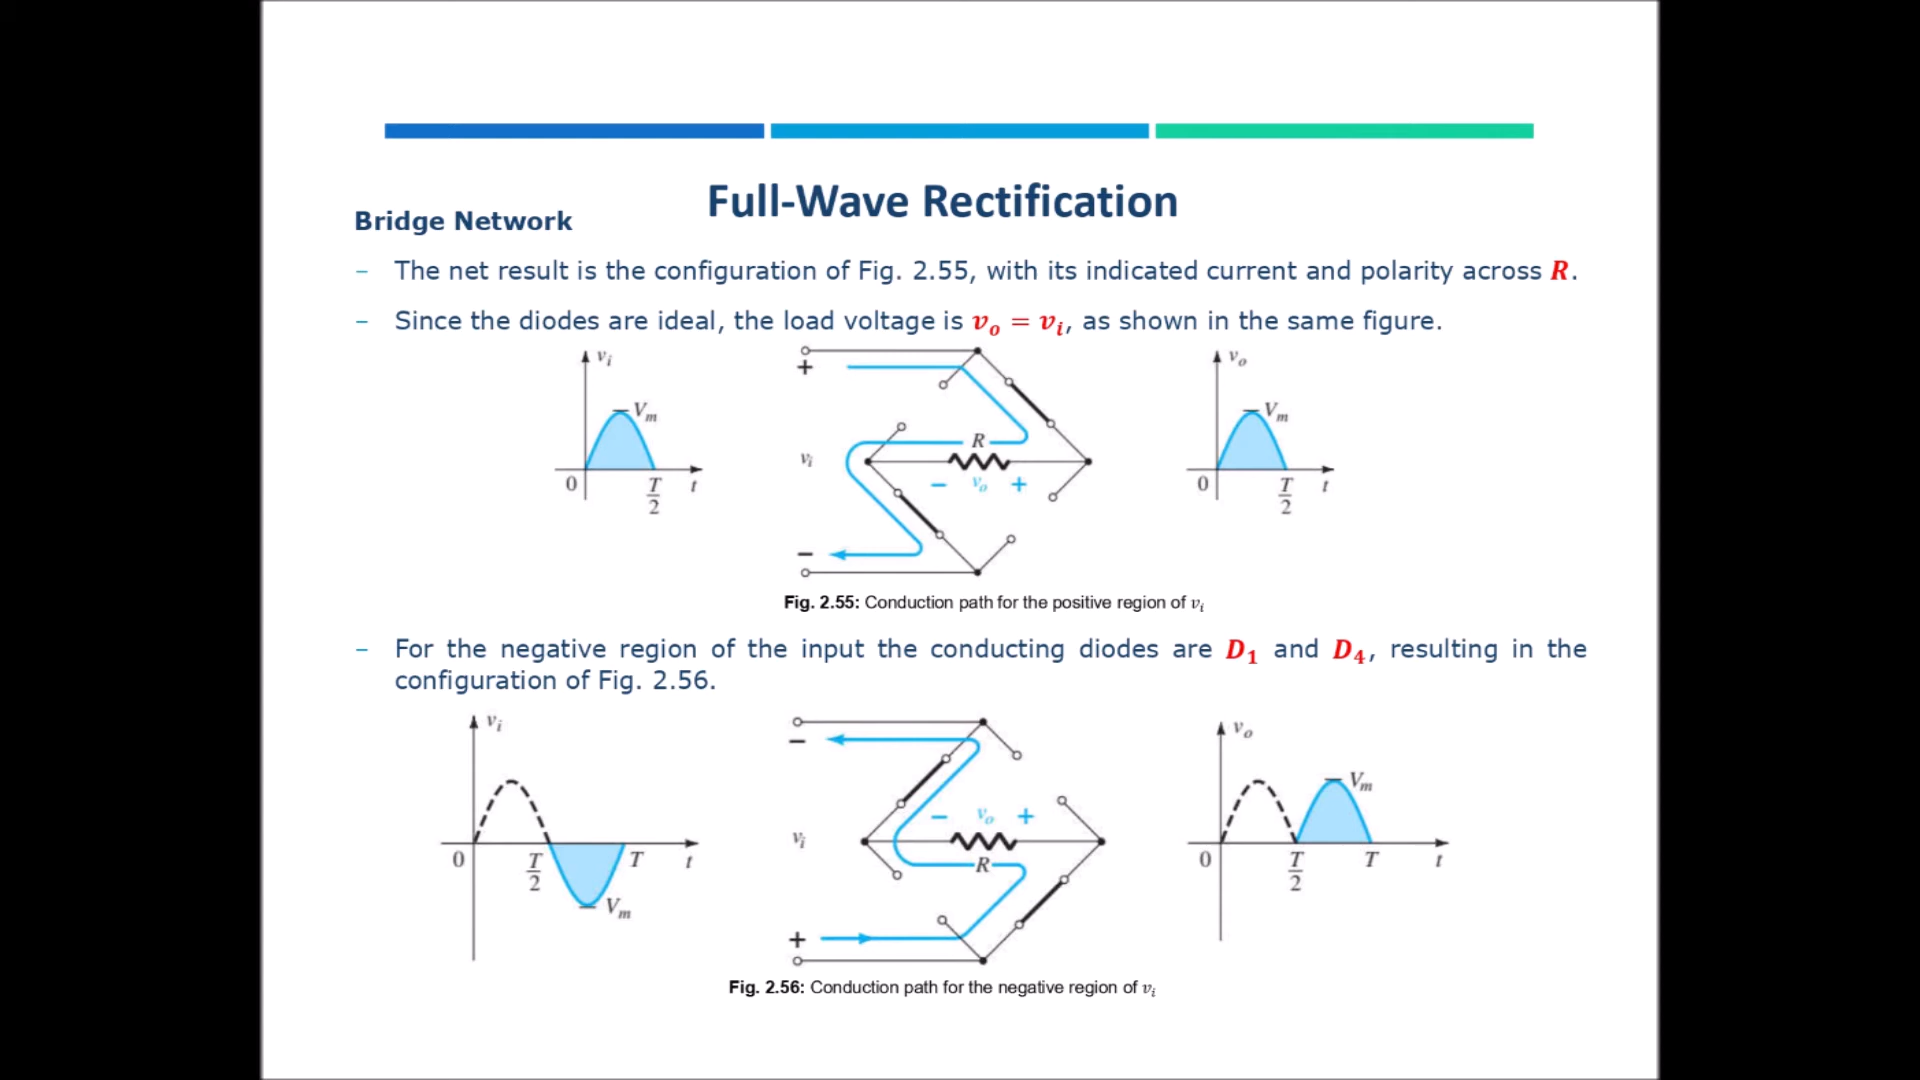 Full-Wave Rectification
Bridge Network
– The net result is the configuration of Fig. 2.55, with its indicated current and polarity across R.
– Since the diodes are ideal, the load voltage is vₒ = vᵢ, as shown in the same figure.
vᵢ
Vₘ
0
T/2
t
+
R
vᵢ
− vₒ +
−
vₒ
Vₘ
0
T/2
t
Fig. 2.55: Conduction path for the positive region of vᵢ
– For the negative region of the input the conducting diodes are D₁ and D₄, resulting in the
configuration of Fig. 2.56.
vᵢ
0
T/2
T
t
Vₘ
−
− vₒ +
vᵢ
R
+
vₒ
Vₘ
0
T/2
T
t
Fig. 2.56: Conduction path for the negative region of vᵢ